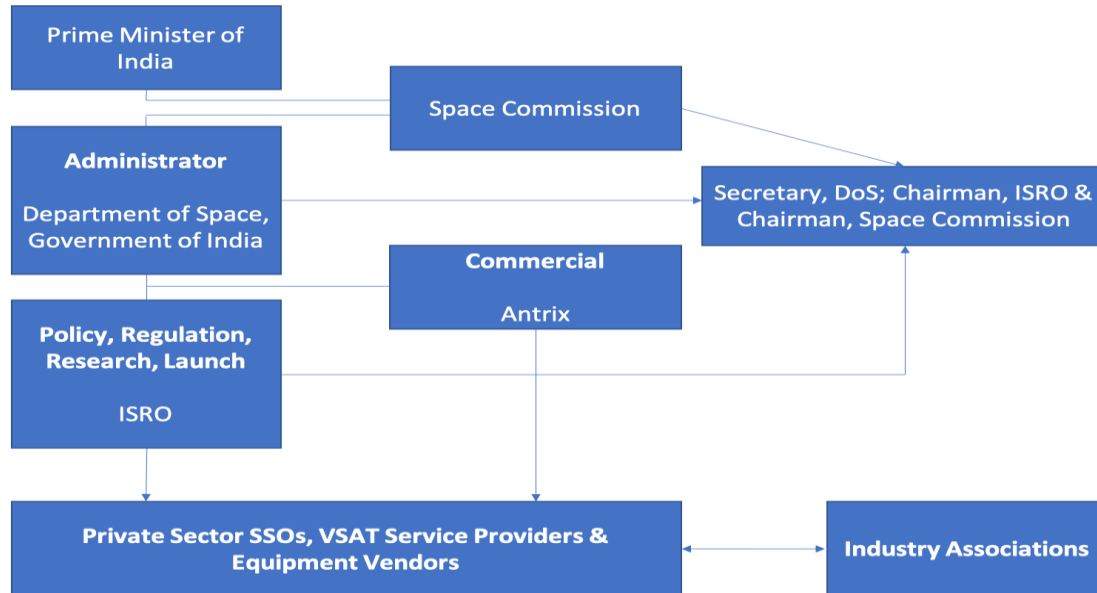 Prime Minister of
India
Space Commission
Administrator
Department of Space,
Government of India
Secretary, DoS; Chairman, ISRO &
Chairman, Space Commission
Commercial
Antrix
Policy, Regulation,
Research, Launch
ISRO
Private Sector SSOs, VSAT Service Providers &
Equipment Vendors
Industry Associations